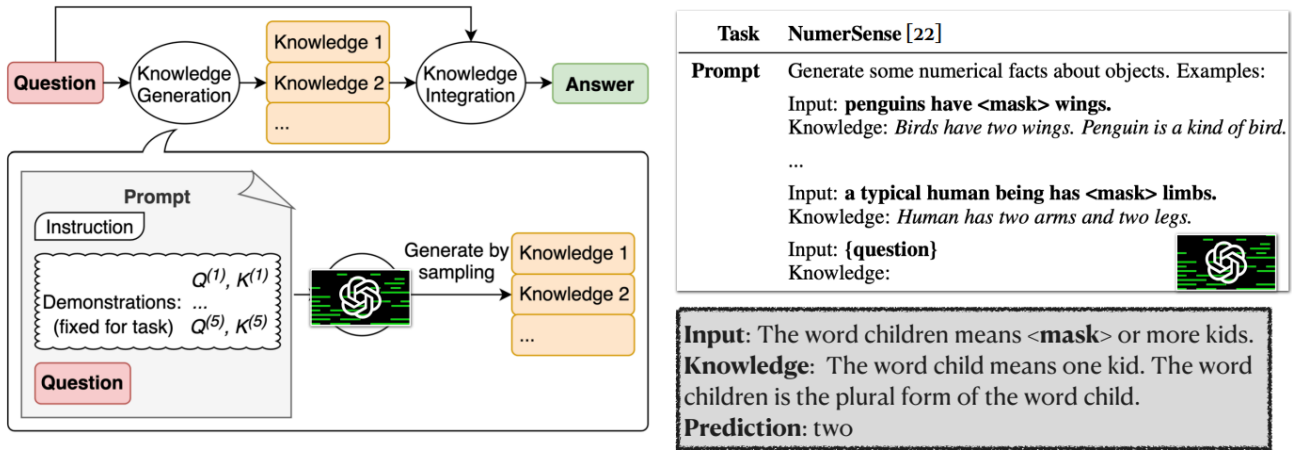 Question
Knowledge
Generation
Knowledge 1
Knowledge 2
...
Knowledge
Integration
Answer
Prompt
Instruction
Q(1), K(1)
Demonstrations: ...
(fixed for task) Q(5), K(5)
Question
Generate by
sampling
Knowledge 1
Knowledge 2
...
Task NumerSense [22]
Prompt Generate some numerical facts about objects. Examples:
Input: penguins have <mask> wings.
Knowledge: Birds have two wings. Penguin is a kind of bird.
...
Input: a typical human being has <mask> limbs.
Knowledge: Human has two arms and two legs.
Input: {question}
Knowledge:
Input: The word children means <mask> or more kids.
Knowledge: The word child means one kid. The word
children is the plural form of the word child.
Prediction: two